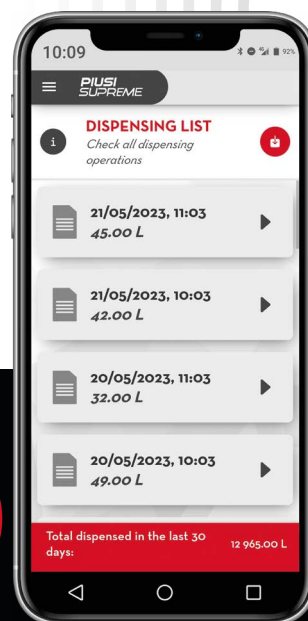 10:09
92%
PIUSI
SUPREME
DISPENSING LIST
i
Check all dispensing
operations
21/05/2023, 11:03
45.00 L
21/05/2023, 10:03
42.00 L
20/05/2023, 11:03
32.00 L
20/05/2023, 10:03
49.00 L
Total dispensed in the last 30
days:
12 965.00 L